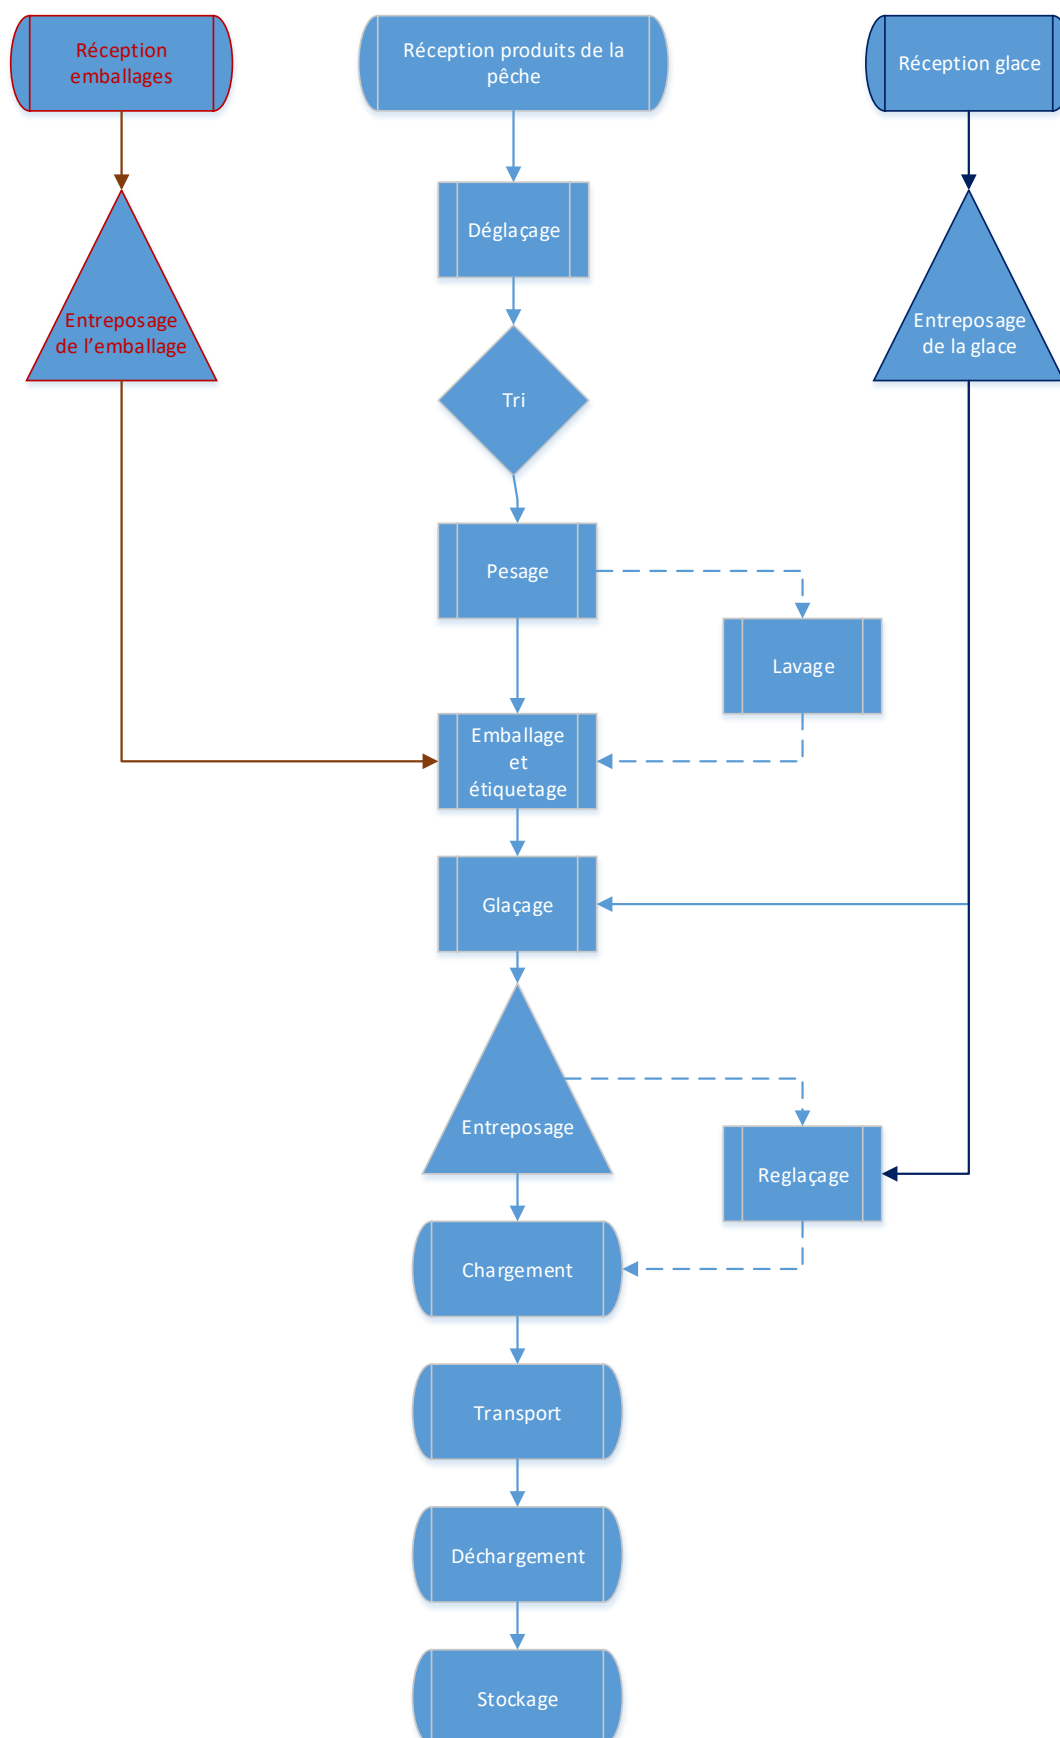 Réception
emballages
Réception produits de la
pêche
Réception glace
Déglaçage
Entreposage
de l’emballage
Entreposage
de la glace
Tri
Pesage
Lavage
Emballage
et
étiquetage
Glaçage
Entreposage
Reglaçage
Chargement
Transport
Déchargement
Stockage